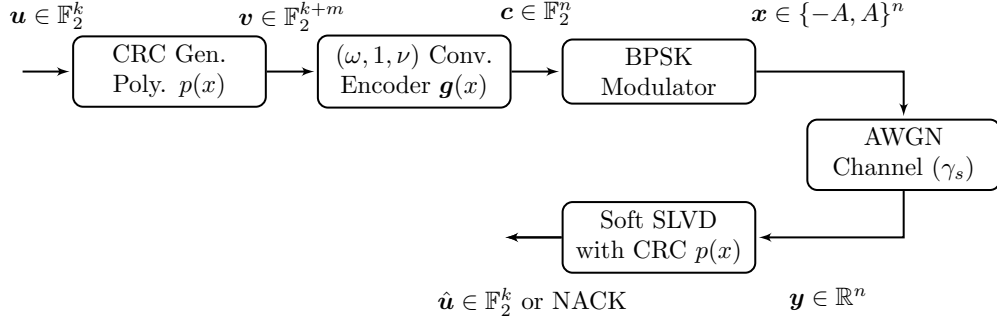 𝒖 ∈ 𝔽₂ᵏ
𝒗 ∈ 𝔽₂ᵏ⁺ᵐ
𝒄 ∈ 𝔽₂ⁿ
𝒙 ∈ {−A, A}ⁿ
CRC Gen.
Poly. p(x)
(ω, 1, ν) Conv.
Encoder 𝒈(x)
BPSK
Modulator
AWGN
Channel (γₛ)
Soft SLVD
with CRC p(x)
𝒖̂ ∈ 𝔽₂ᵏ or NACK
𝒚 ∈ ℝⁿ